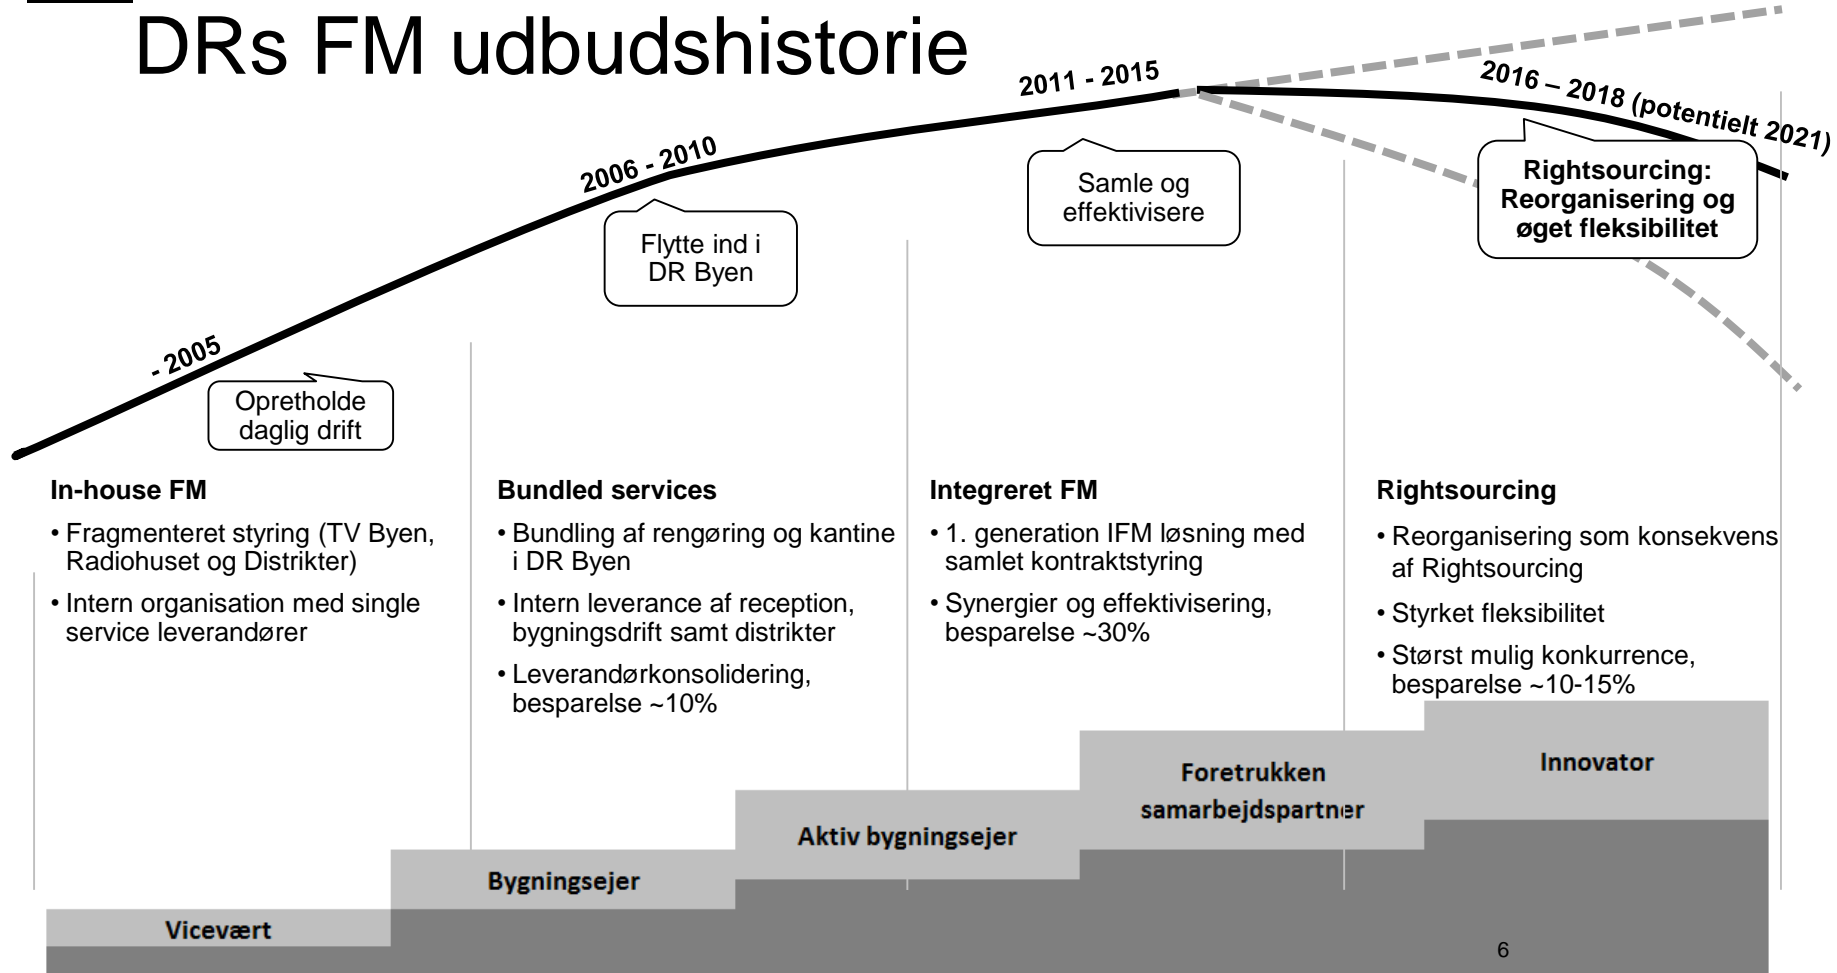 DRs FM udbudshistorie
- 2005
2006 - 2010
2011 - 2015
2016 – 2018 (potentielt 2021)
Opretholde
daglig drift
Flytte ind i
DR Byen
Samle og
effektivisere
Rightsourcing:
Reorganisering og
øget fleksibilitet
In-house FM
• Fragmenteret styring (TV Byen,
Radiohuset og Distrikter)
• Intern organisation med single
service leverandører
Bundled services
• Bundling af rengøring og kantine
i DR Byen
• Intern leverance af reception,
bygningsdrift samt distrikter
• Leverandørkonsolidering,
besparelse ~10%
Integreret FM
• 1. generation IFM løsning med
samlet kontraktstyring
• Synergier og effektivisering,
besparelse ~30%
Rightsourcing
• Reorganisering som konsekvens
af Rightsourcing
• Styrket fleksibilitet
• Størst mulig konkurrence,
besparelse ~10-15%
Vicevært
Bygningsejer
Aktiv bygningsejer
Foretrukken
samarbejdspartner
Innovator
6